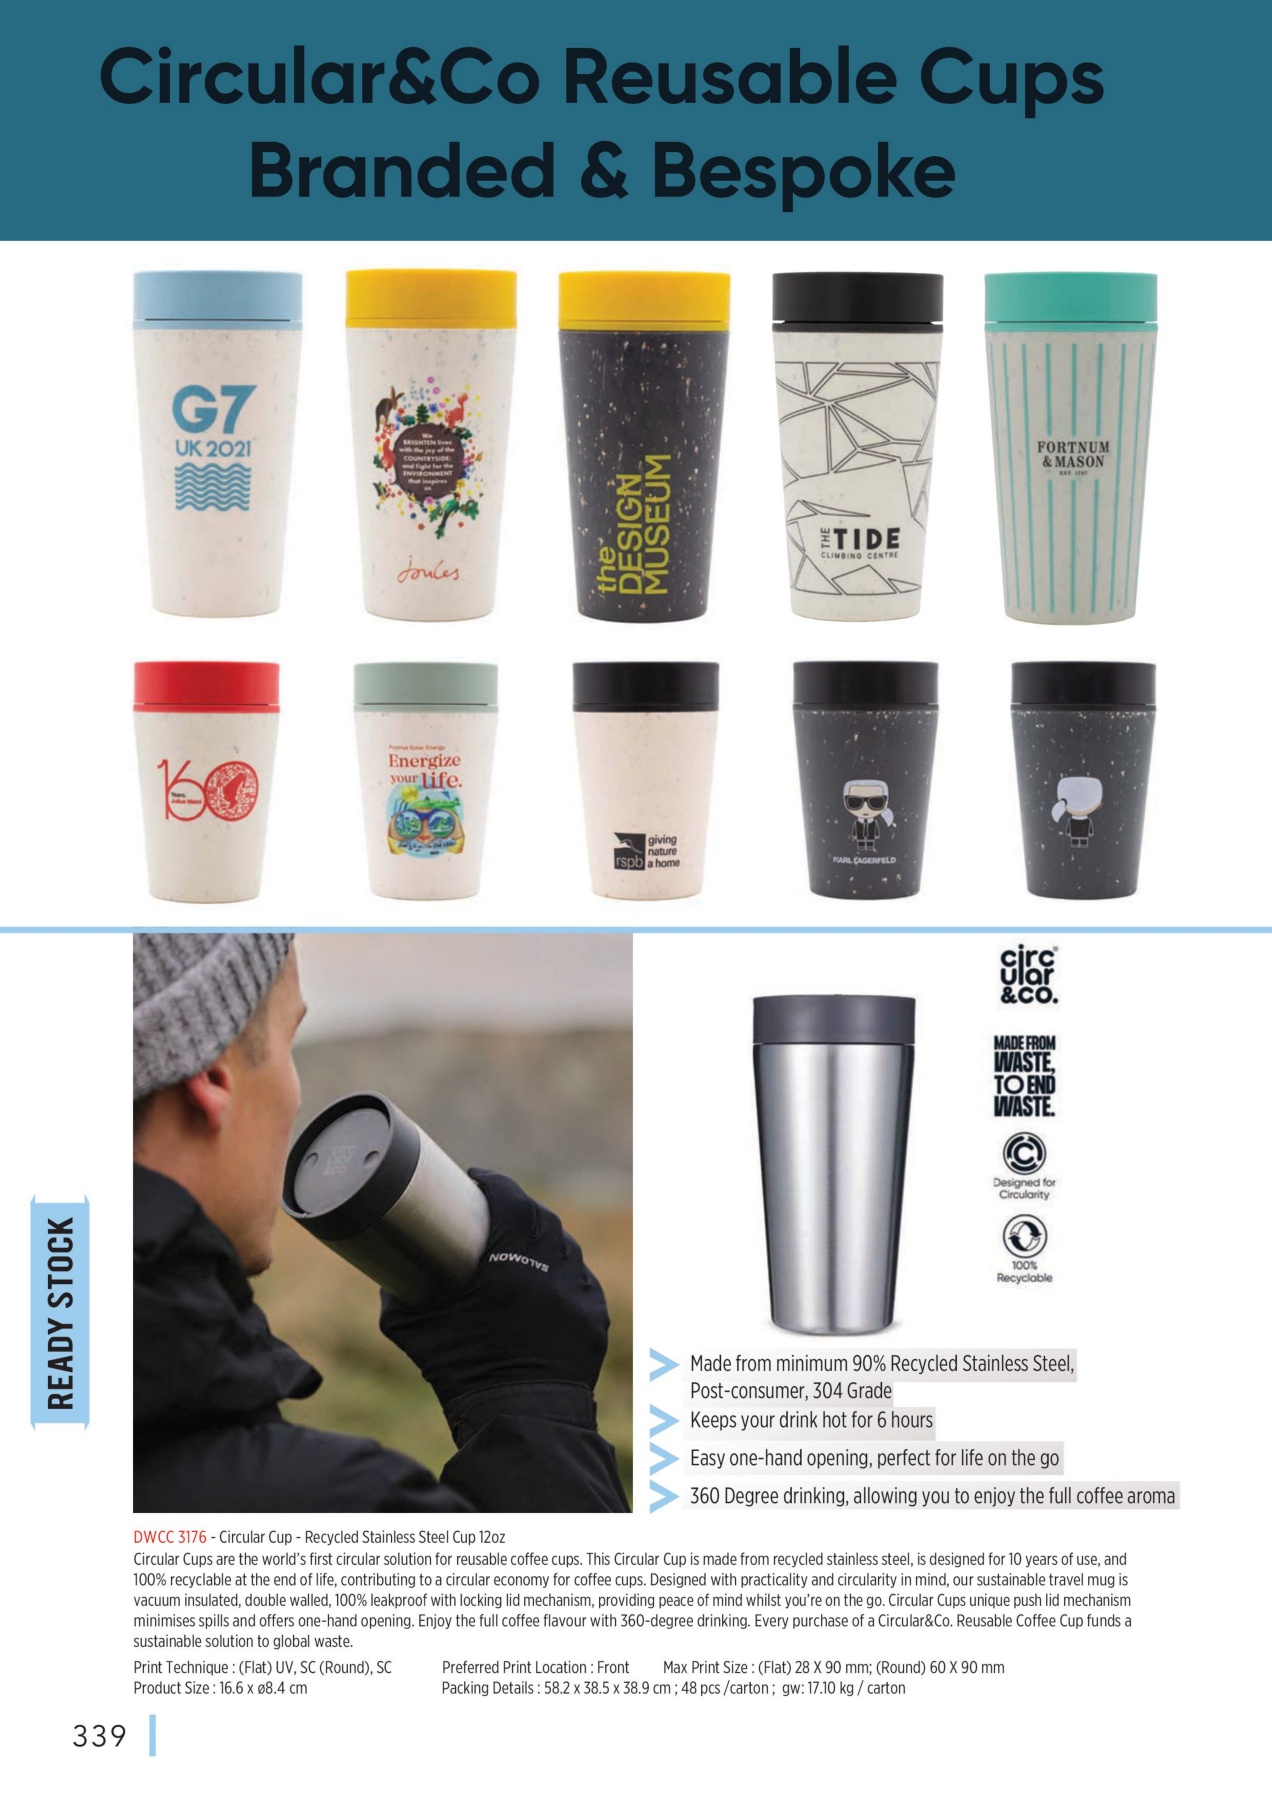 Circular&Co Reusable Cups
Branded & Bespoke
G7
UK 2021
We
BRIGHTEN lives
with the joy of the
COUNTRYSIDE;
and fight for the
ENVIRONMENT
that inspires
us
Joules
the
DESIGN
MUSEUM
THE TIDE
CLIMBING CENTRE
FORTNUM
& MASON
EST 1707
160
Years.
Julius Meinl
Energize
your life.
rspb
giving
nature
a home
KARL LAGERFELD
SALOMON
circ
ular
&co.
MADE FROM
WASTE,
TO END
WASTE.
Designed for
Circularity
100%
Recyclable
READY STOCK
Made from minimum 90% Recycled Stainless Steel,
Post-consumer, 304 Grade
Keeps your drink hot for 6 hours
Easy one-hand opening, perfect for life on the go
360 Degree drinking, allowing you to enjoy the full coffee aroma
DWCC 3176 - Circular Cup - Recycled Stainless Steel Cup 12oz
Circular Cups are the world's first circular solution for reusable coffee cups. This Circular Cup is made from recycled stainless steel, is designed for 10 years of use, and
100% recyclable at the end of life, contributing to a circular economy for coffee cups. Designed with practicality and circularity in mind, our sustainable travel mug is
vacuum insulated, double walled, 100% leakproof with locking lid mechanism, providing peace of mind whilst you're on the go. Circular Cups unique push lid mechanism
minimises spills and offers one-hand opening. Enjoy the full coffee flavour with 360-degree drinking. Every purchase of a Circular&Co. Reusable Coffee Cup funds a
sustainable solution to global waste.
Print Technique : (Flat) UV, SC (Round), SC Preferred Print Location : Front Max Print Size : (Flat) 28 X 90 mm; (Round) 60 X 90 mm
Product Size : 16.6 x ø8.4 cm Packing Details : 58.2 x 38.5 x 38.9 cm ; 48 pcs /carton ; gw: 17.10 kg / carton
339